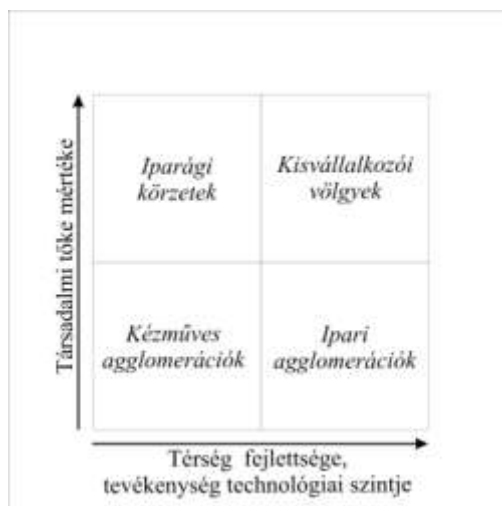 Társadalmi tőke mértéke
Iparági
körzetek
Kisvállalkozói
völgyek
Kézműves
agglomerációk
Ipari
agglomerációk
Térség fejlettsége,
tevékenység technológiai szintje